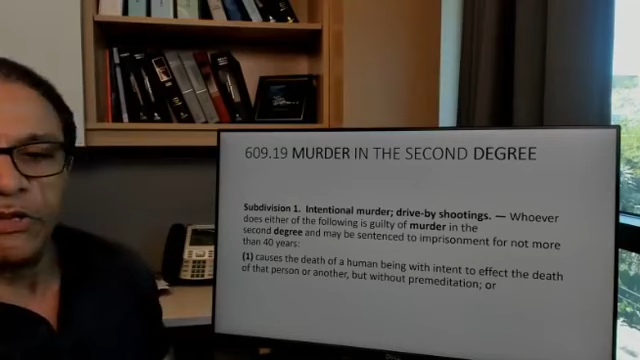 609.19 MURDER IN THE SECOND DEGREE
Subdivision 1. Intentional murder; drive-by shootings. — Whoever
does either of the following is guilty of murder in the
second degree and may be sentenced to imprisonment for not more
than 40 years:
(1) causes the death of a human being with intent to effect the death
of that person or another, but without premeditation; or